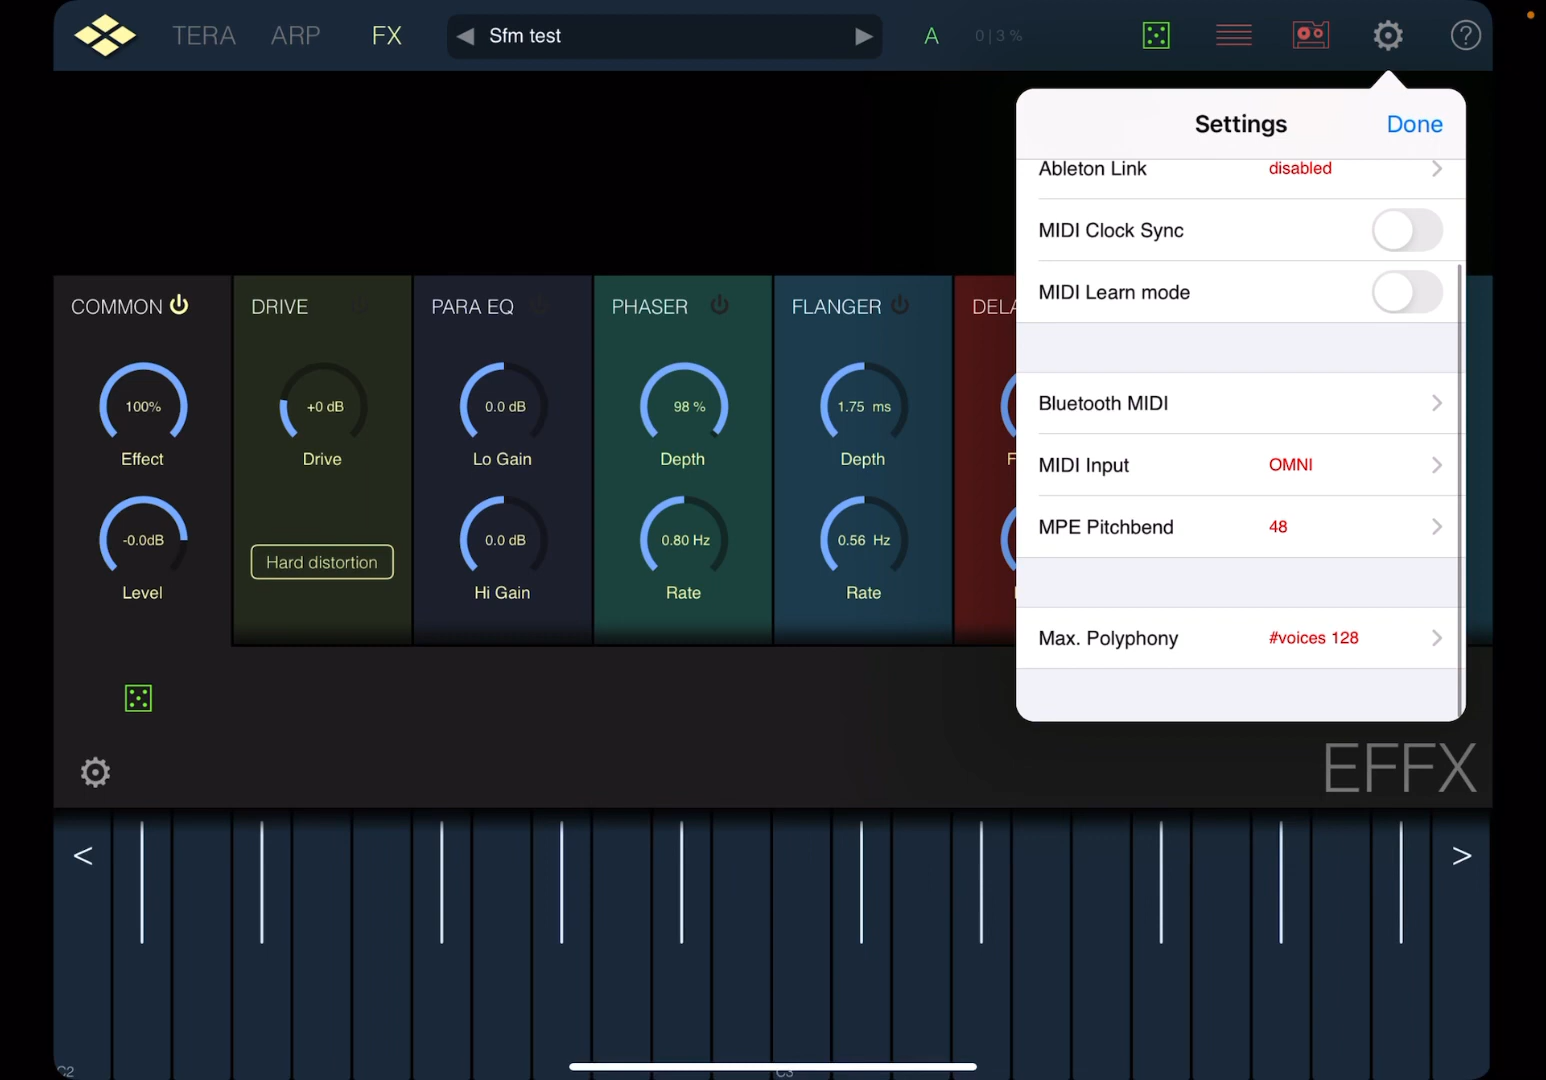 TERA ARP FX Sfm test A 0|3 %
Settings Done
Ableton Link disabled
MIDI Clock Sync
MIDI Learn mode
Bluetooth MIDI
MIDI Input OMNI
MPE Pitchbend 48
Max. Polyphony #voices 128
COMMON DRIVE PARA EQ PHASER FLANGER DELA
100% +0 dB 0.0 dB 98 % 1.75 ms
Effect Drive Lo Gain Depth Depth F
-0.0dB 0.0 dB 0.80 Hz 0.56 Hz
Hard distortion
Level Hi Gain Rate Rate
EFFX
< >
C2 C3